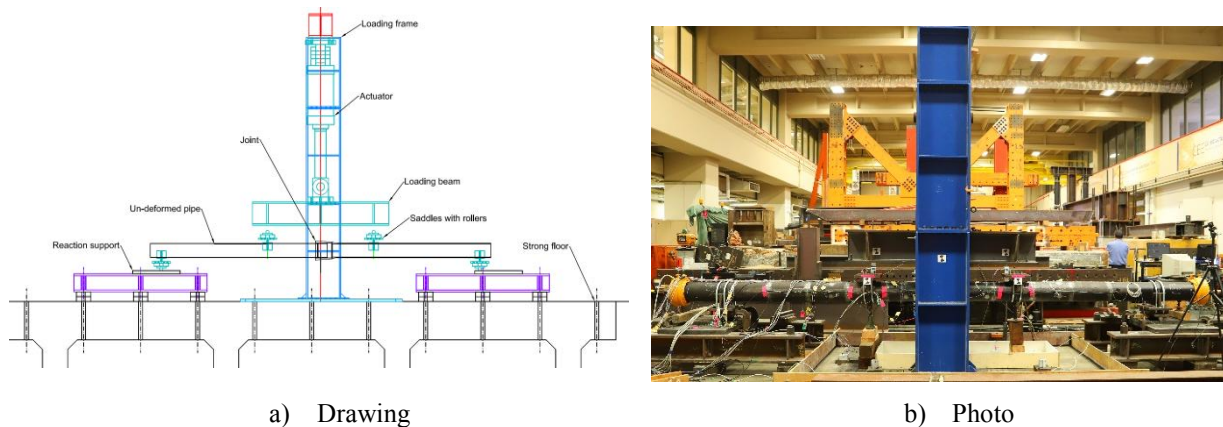 Loading frame
Actuator
Joint
Loading beam
Un-deformed pipe
Saddles with rollers
Reaction support
Strong floor
a) Drawing
b) Photo